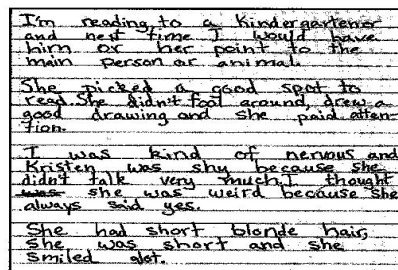 I'm reading to a Kindergartener
and next time I would have
him or her point to the
main person or animal.
She picked a good spot to
read. She didn't fool around, drew a
good drawing and she paid atten-
tion.
I was kind of nervous and
Kristen was shy because she
didn't talk very much. I thought
was she was weird because she
always said yes.
She had short blonde hair,
She was short and she
smiled alot.